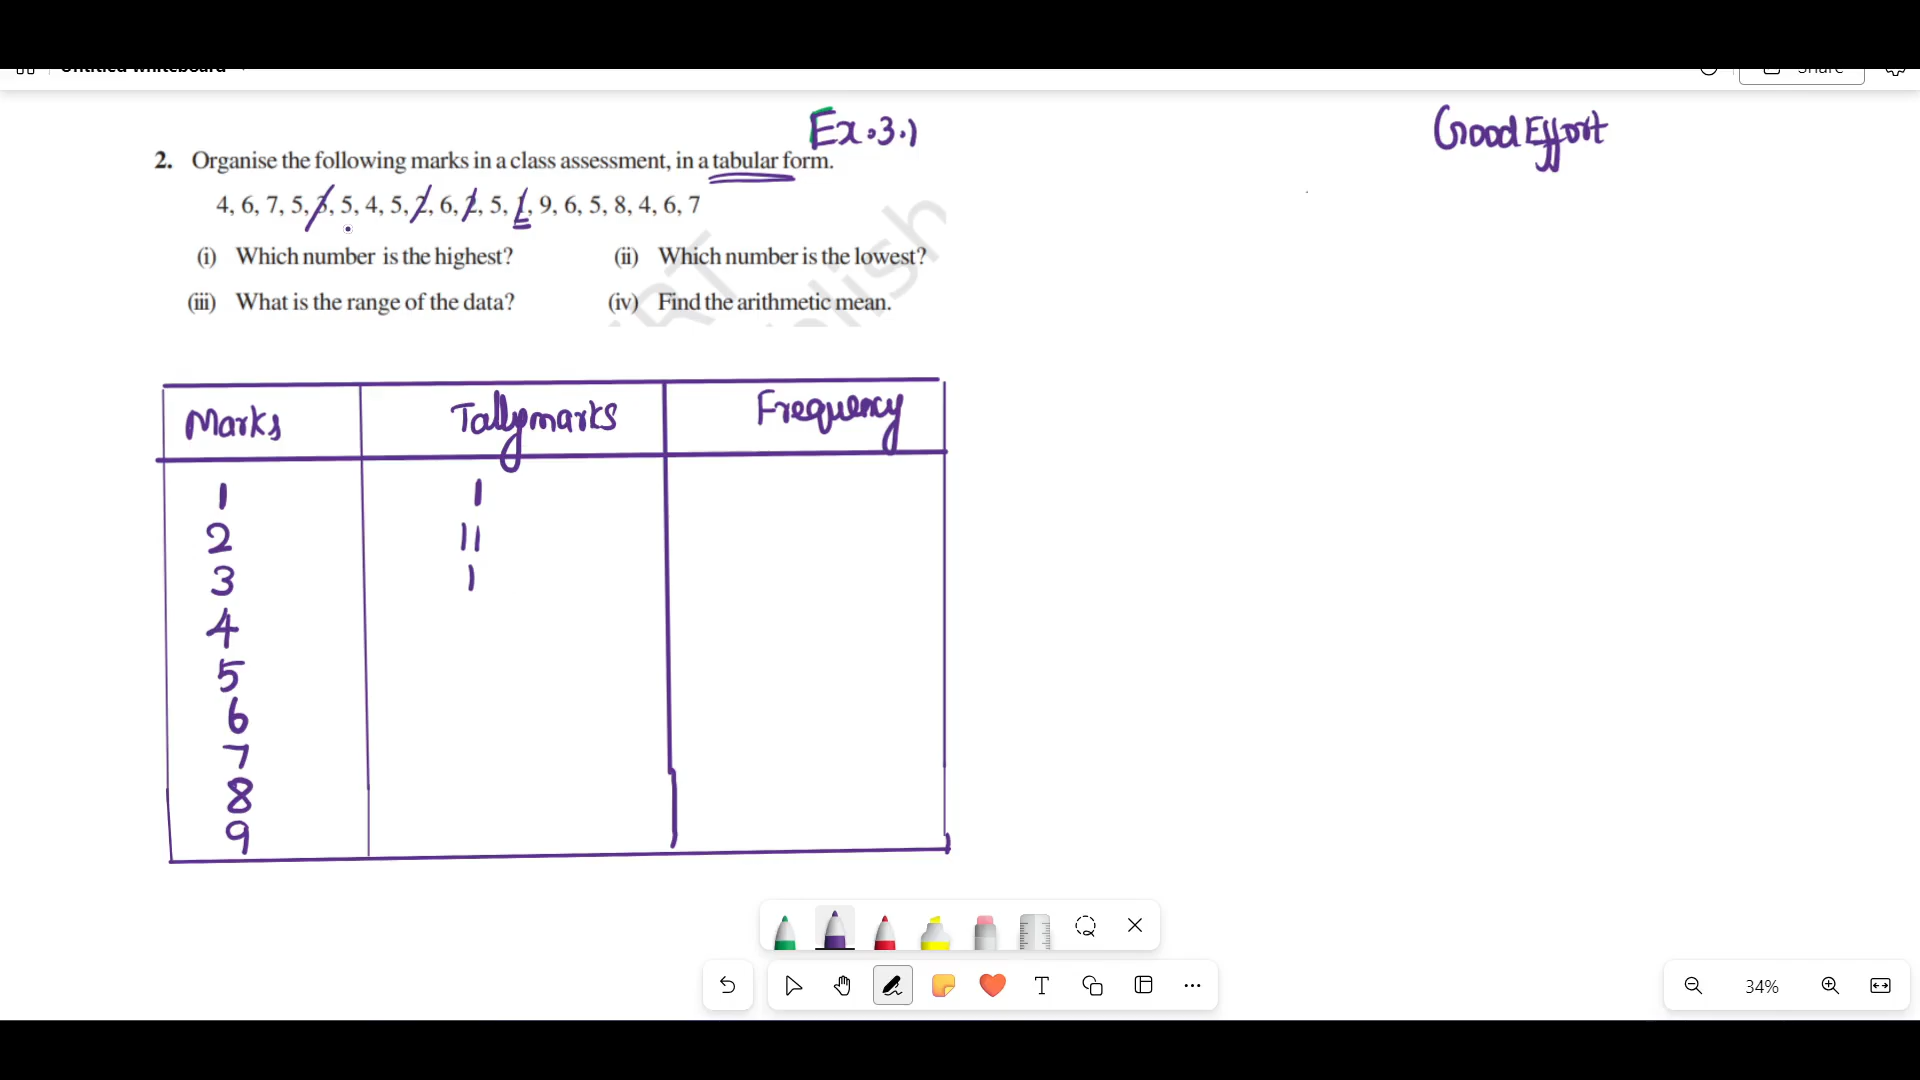 Ex.3.1
Good Effort
2. Organise the following marks in a class assessment, in a tabular form.
4, 6, 7, 5, 3, 5, 4, 5, 2, 6, 2, 5, 1, 9, 6, 5, 8, 4, 6, 7
(i) Which number is the highest? (ii) Which number is the lowest?
(iii) What is the range of the data? (iv) Find the arithmetic mean.
Marks Tallymarks Frequency
1 |
2 ||
3 |
4
5
6
7
8
9
34%